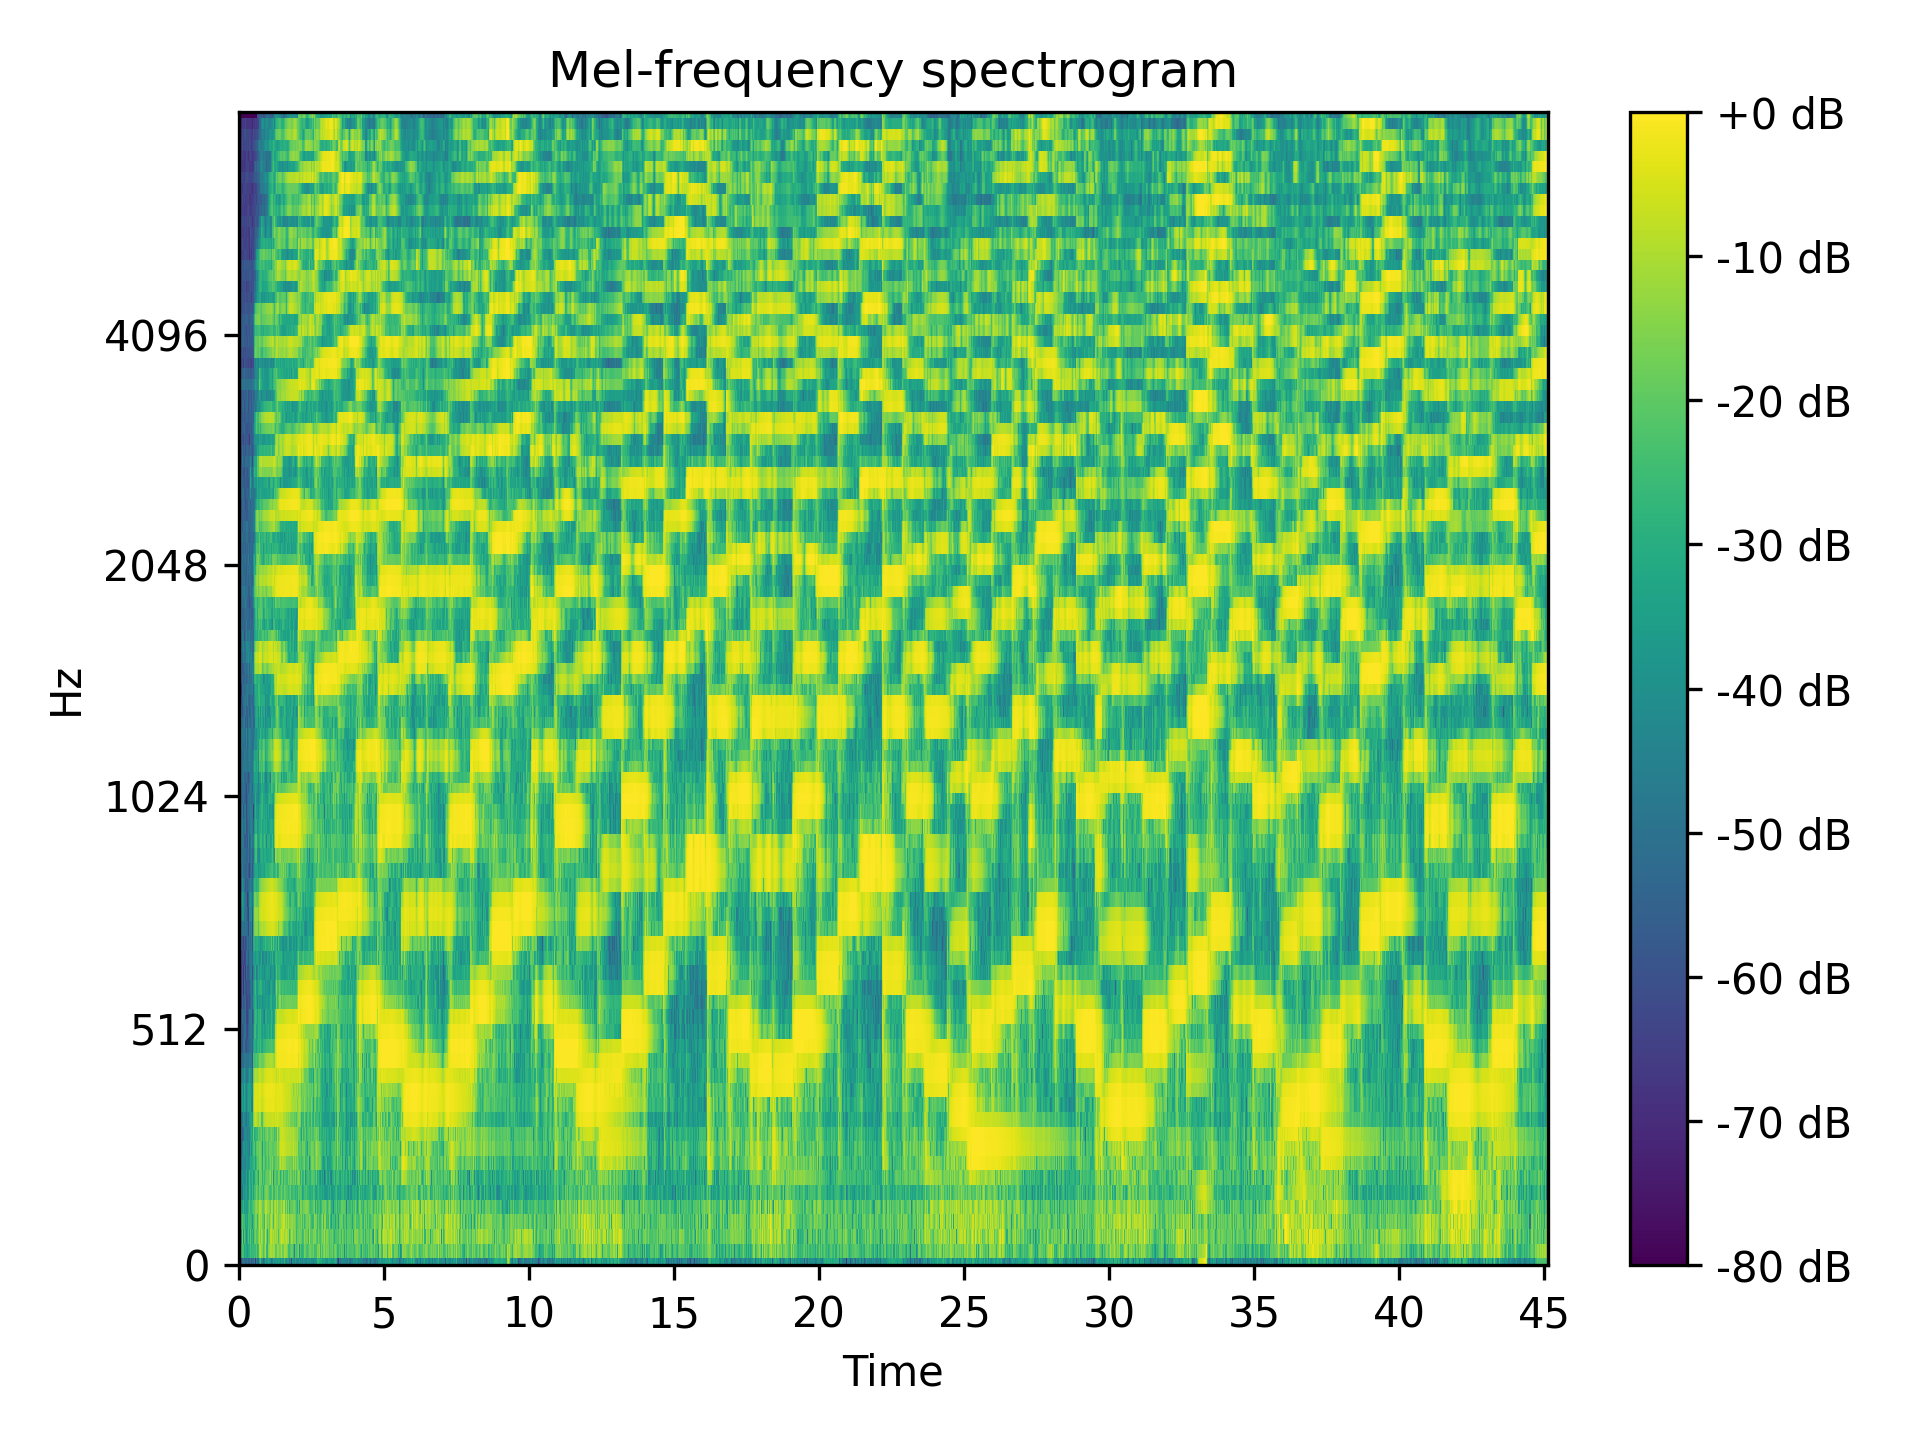 Mel-frequency spectrogram
+0 dB
-10 dB
4096
-20 dB
2048
-30 dB
Hz
-40 dB
1024
-50 dB
512
-60 dB
-70 dB
0
-80 dB
0 5 10 15 20 25 30 35 40 45
Time